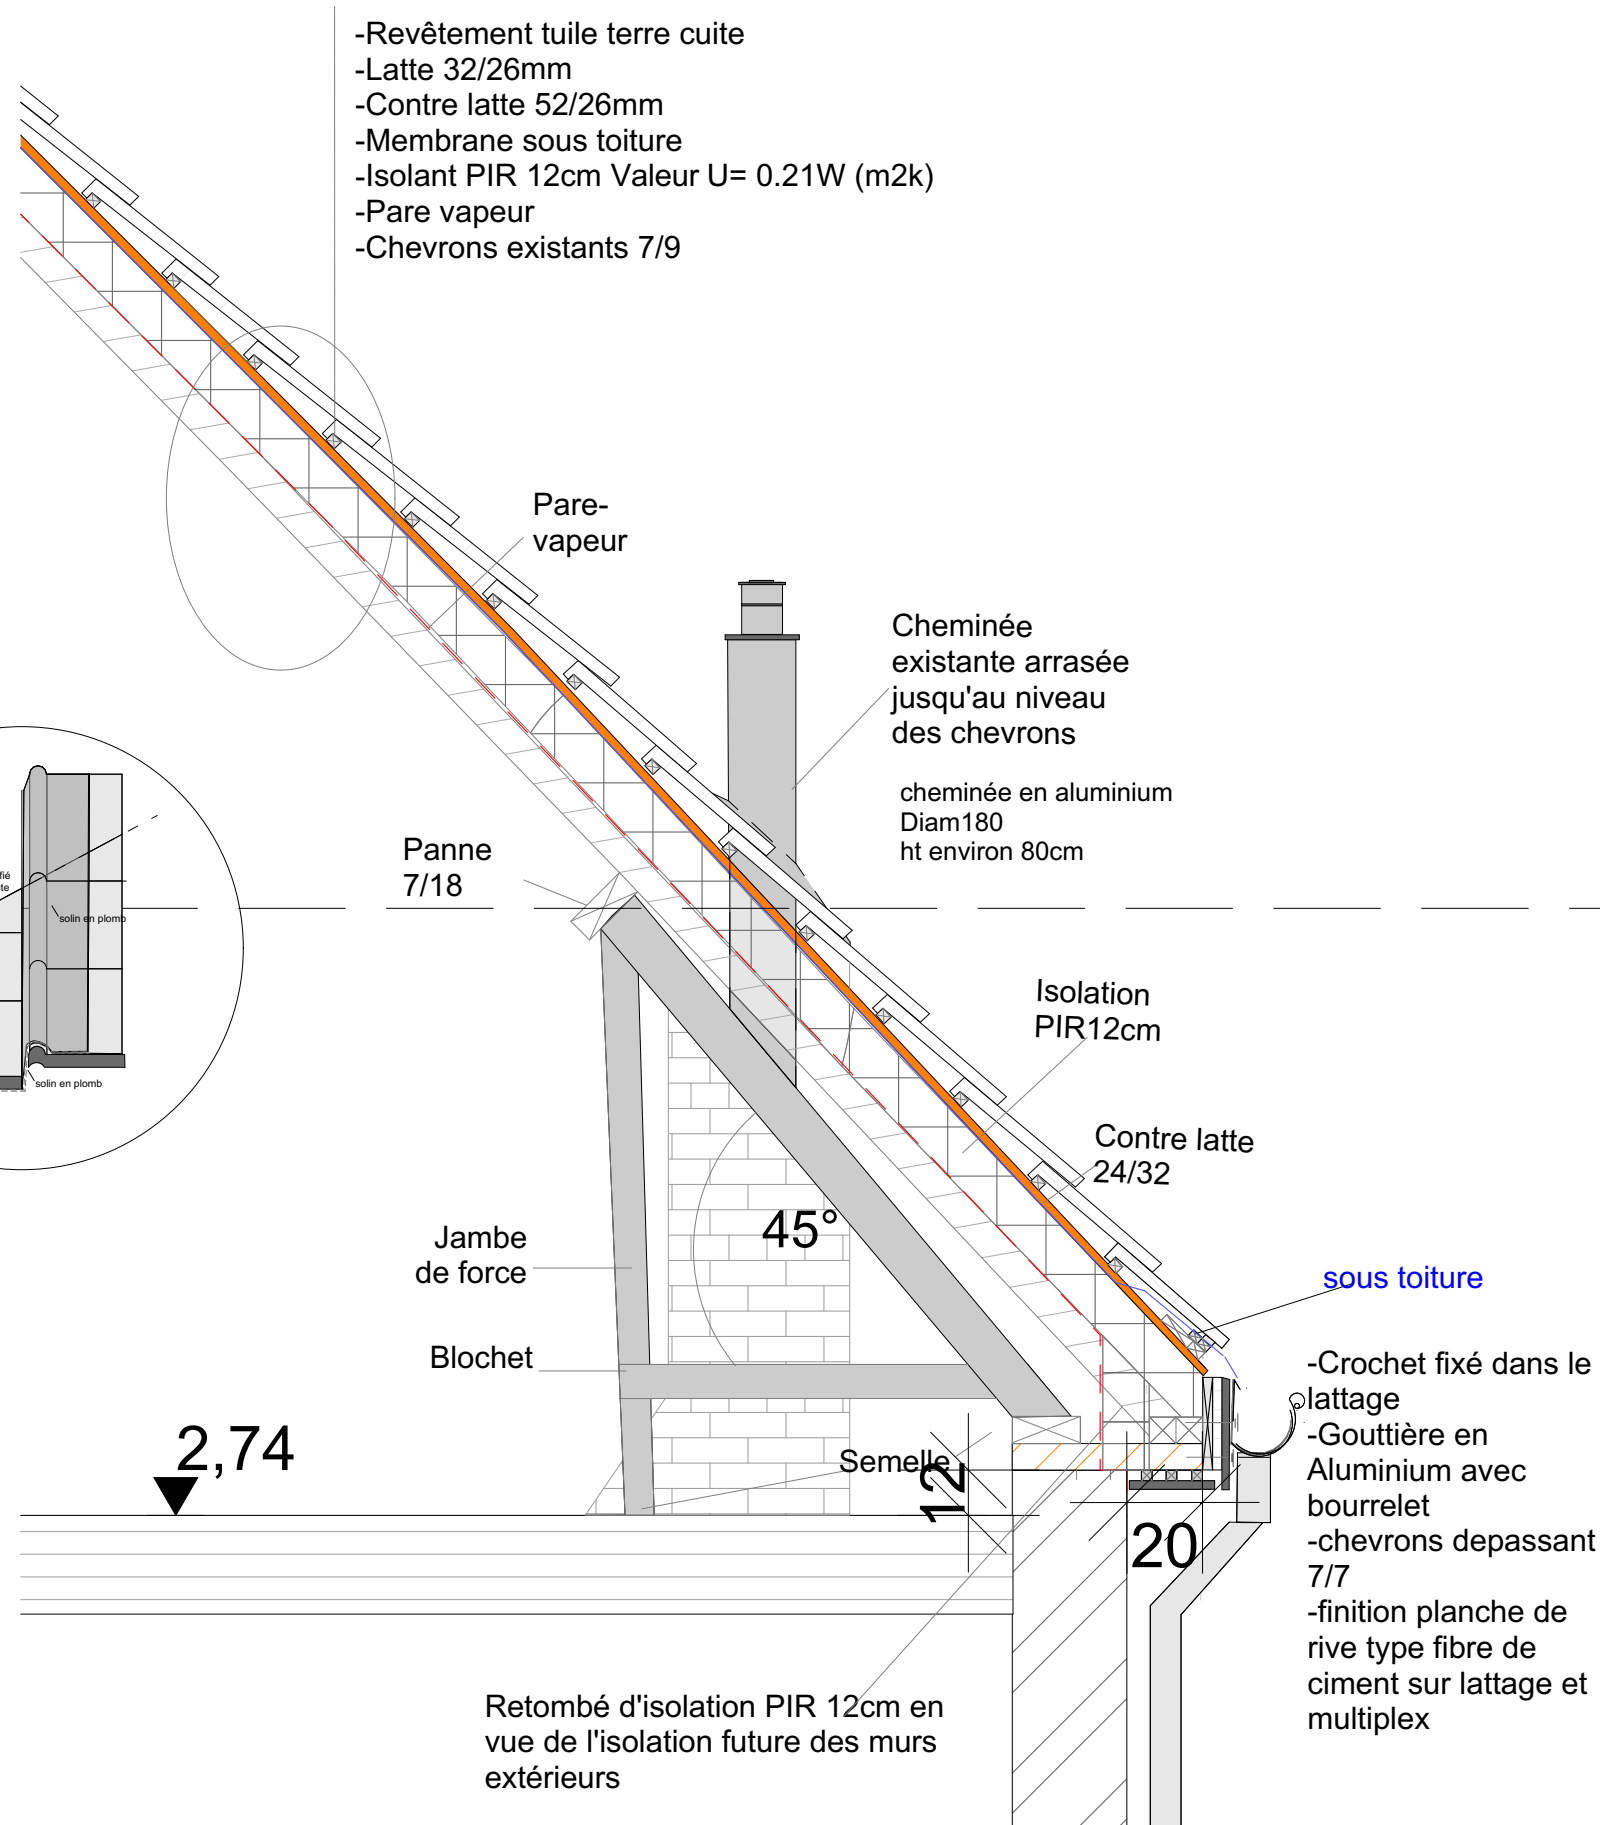 -Revêtement tuile terre cuite
-Latte 32/26mm
-Contre latte 52/26mm
-Membrane sous toiture
-Isolant PIR 12cm Valeur U= 0.21W (m2k)
-Pare vapeur
-Chevrons existants 7/9
Pare-
vapeur
Cheminée
existante arrasée
jusqu'au niveau
des chevrons
cheminée en aluminium
Diam180
ht environ 80cm
Panne
7/18
solin en plomb
solin en plomb
Isolation
PIR12cm
Contre latte
24/32
45°
Jambe
de force
sous toiture
Blochet
-Crochet fixé dans le
lattage
-Gouttière en
Aluminium avec
bourrelet
-chevrons depassant
7/7
-finition planche de
rive type fibre de
ciment sur lattage et
multiplex
2,74
Semelle
12
20
Retombé d'isolation PIR 12cm en
vue de l'isolation future des murs
extérieurs